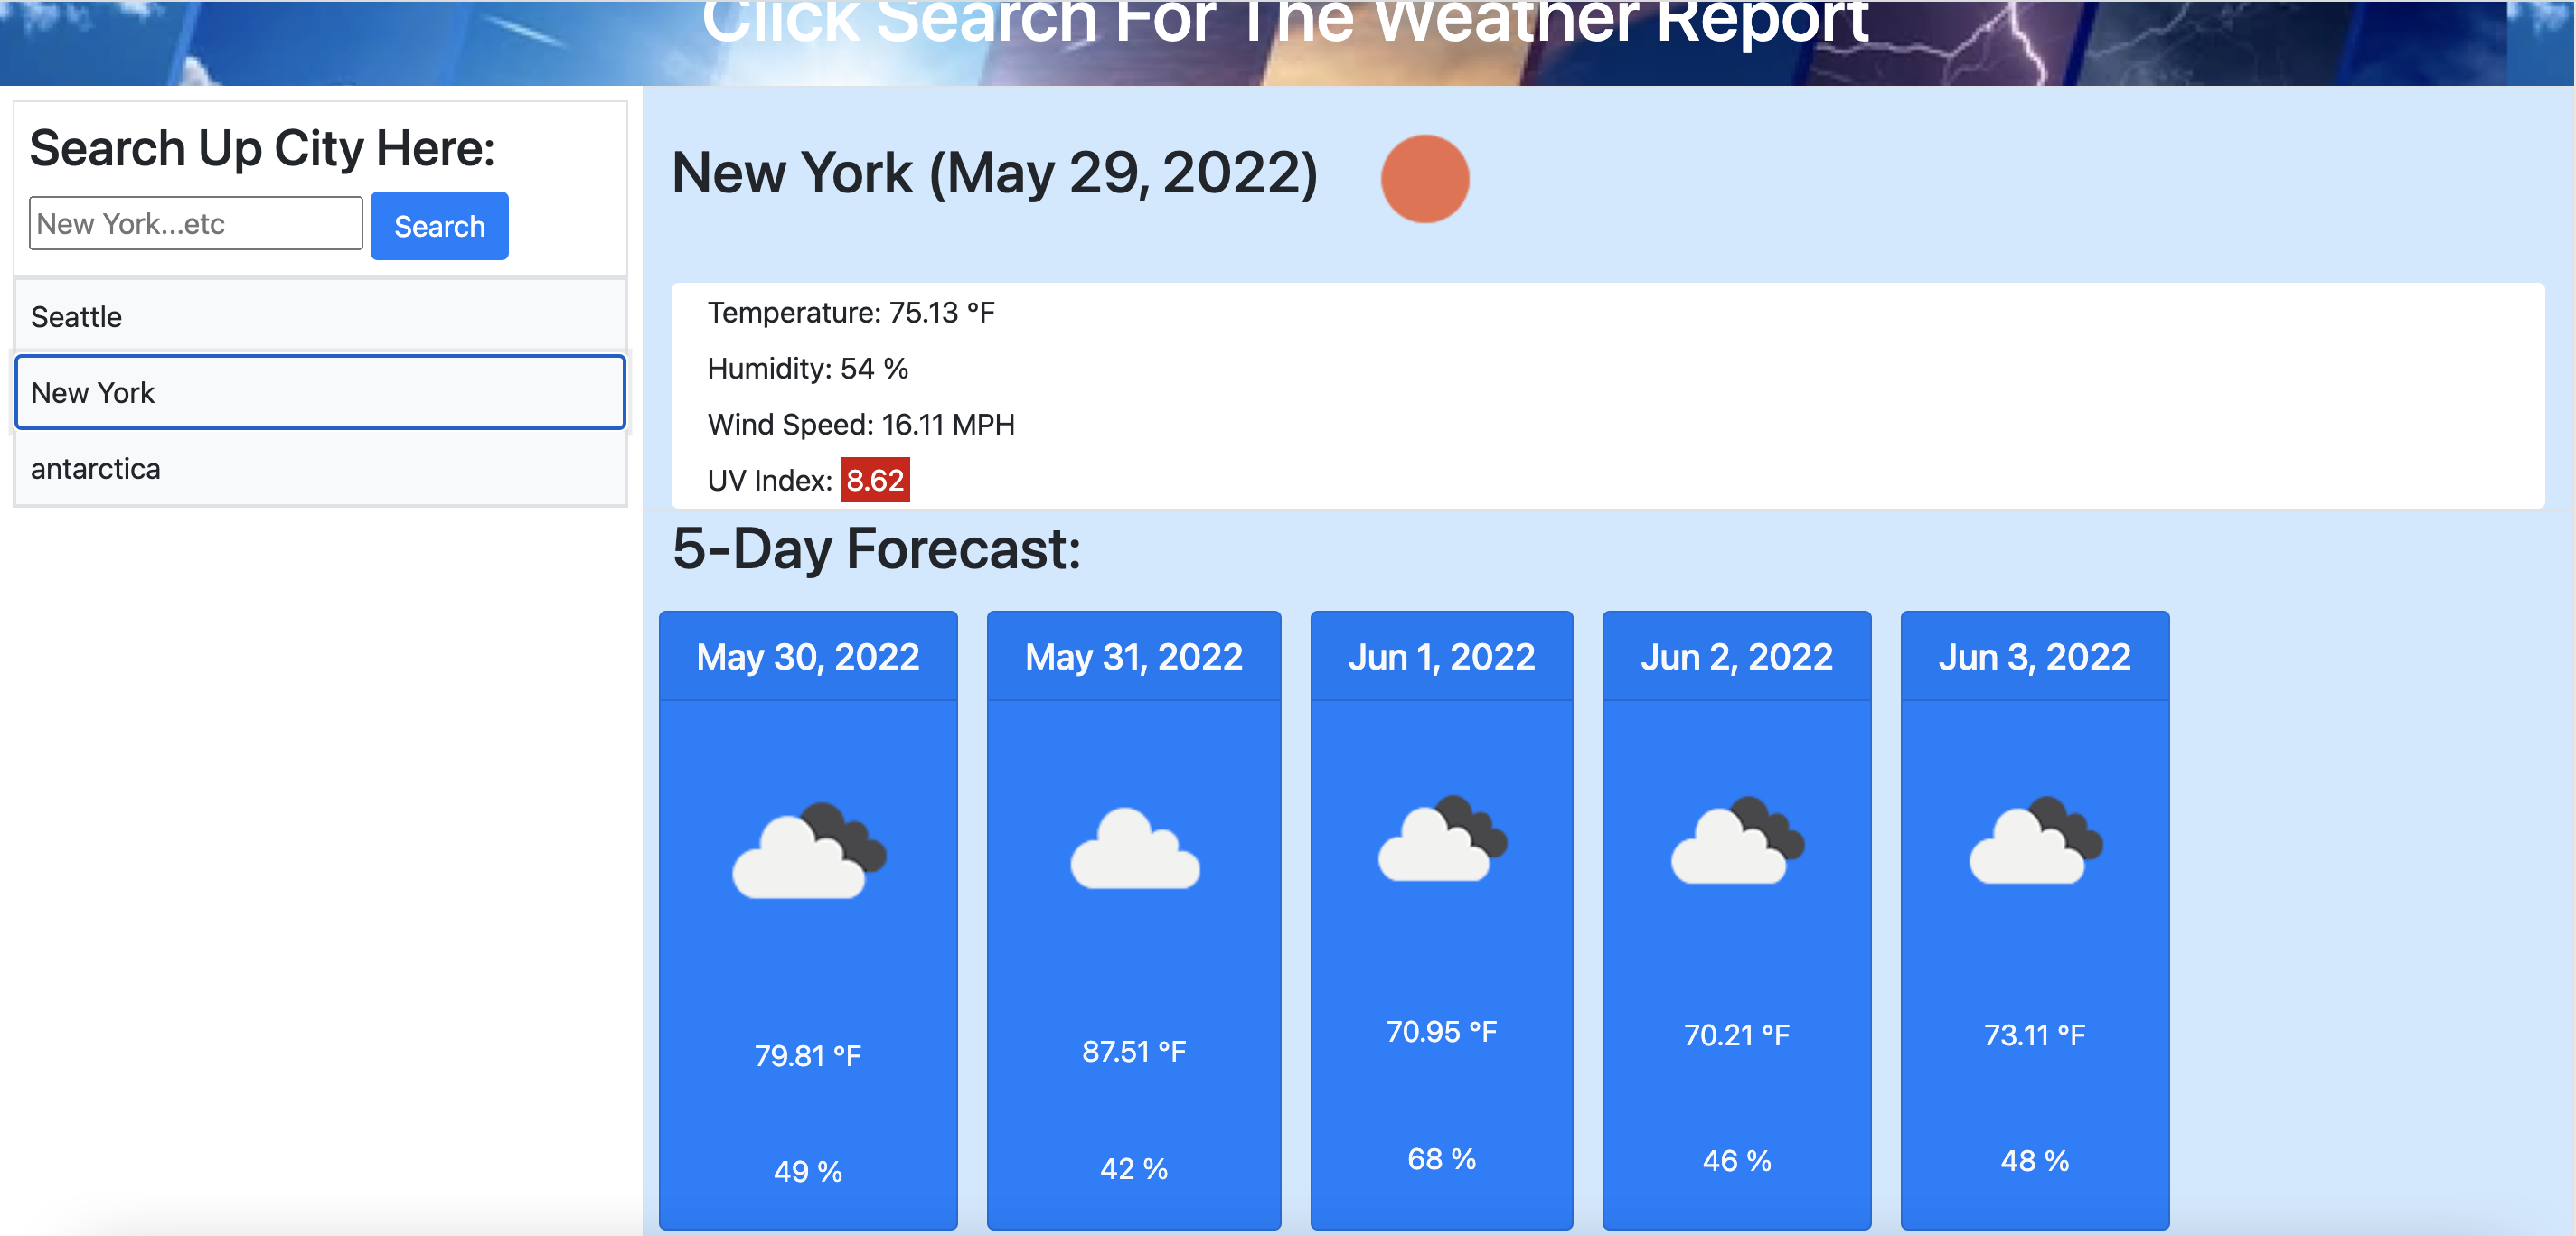 Click Search For The Weather Report
Search Up City Here:
New York...etc
Search
Seattle
New York
antarctica
New York (May 29, 2022)
Temperature: 75.13 °F
Humidity: 54 %
Wind Speed: 16.11 MPH
UV Index: 8.62
5-Day Forecast:
May 30, 2022
79.81 °F
49 %
May 31, 2022
87.51 °F
42 %
Jun 1, 2022
70.95 °F
68 %
Jun 2, 2022
70.21 °F
46 %
Jun 3, 2022
73.11 °F
48 %